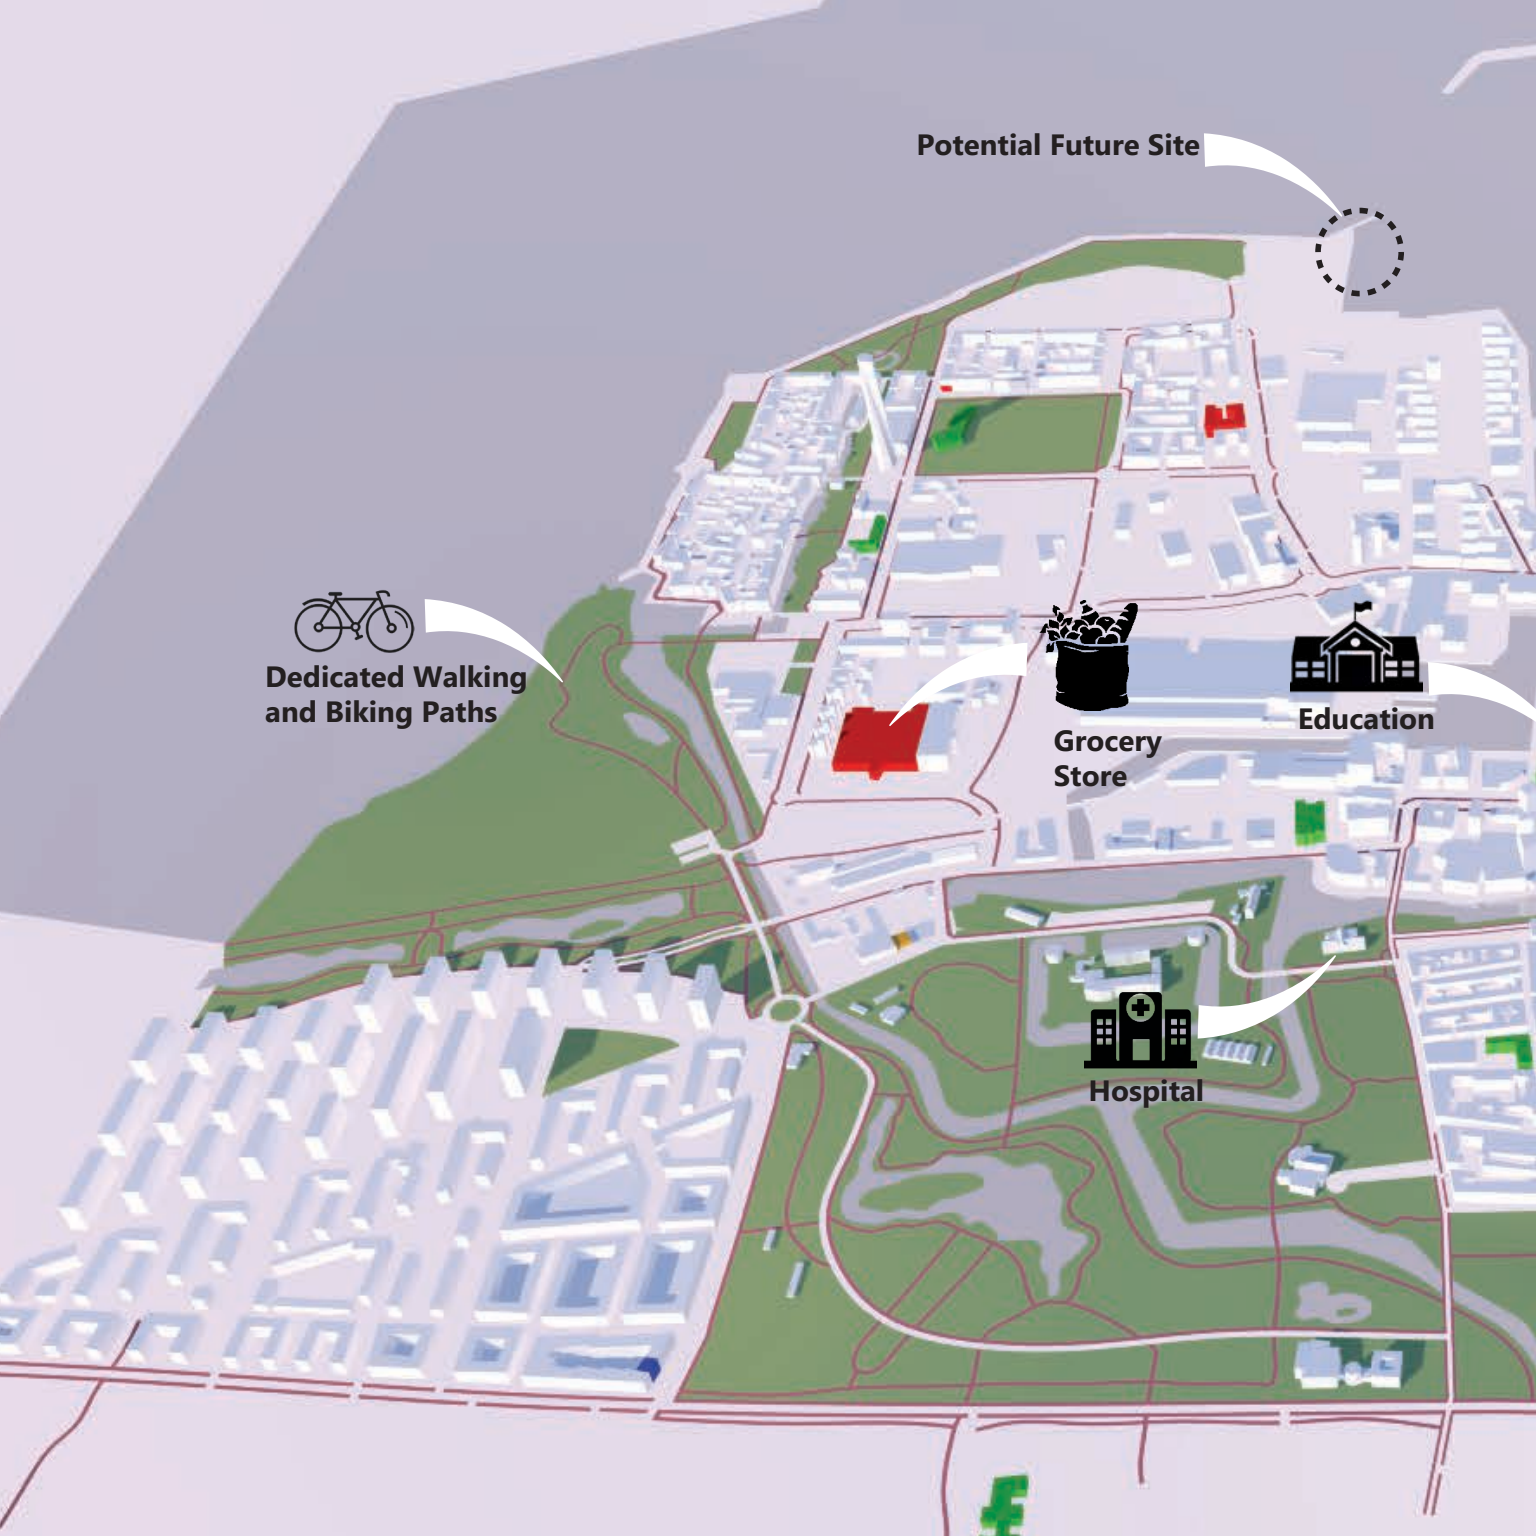 Potential Future Site
Dedicated Walking
and Biking Paths
Grocery
Store
Education
Hospital